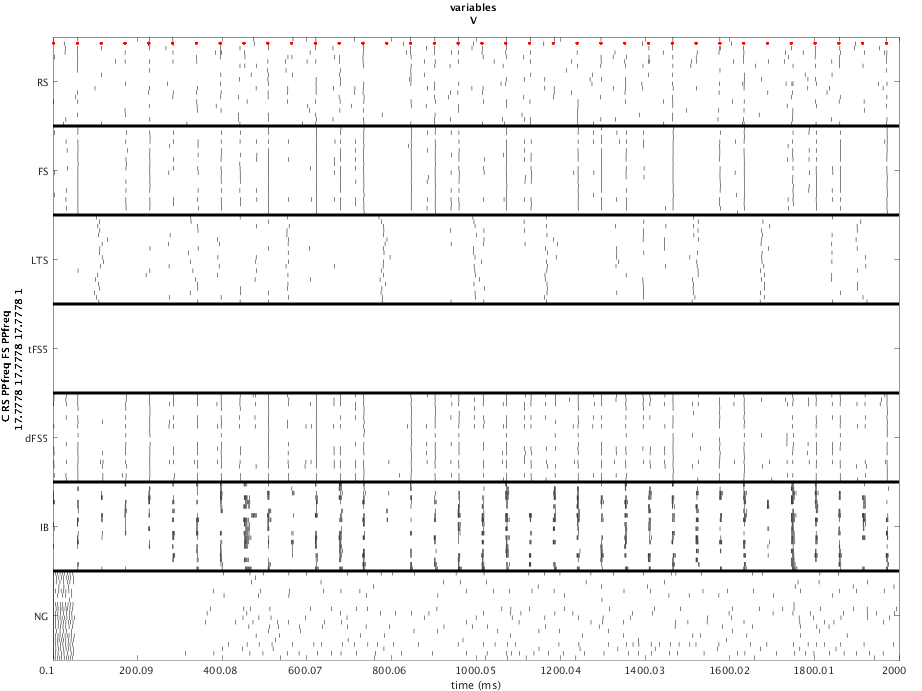 variables
V
RS
FS
LTS
tFS5
dFS5
IB
NG
C RS PPfreq FS PPfreq
17.7778 17.7778 17.7778 1
0.1 200.09 400.08 600.07 800.06 1000.05 1200.04 1400.03 1600.02 1800.01 2000
time (ms)